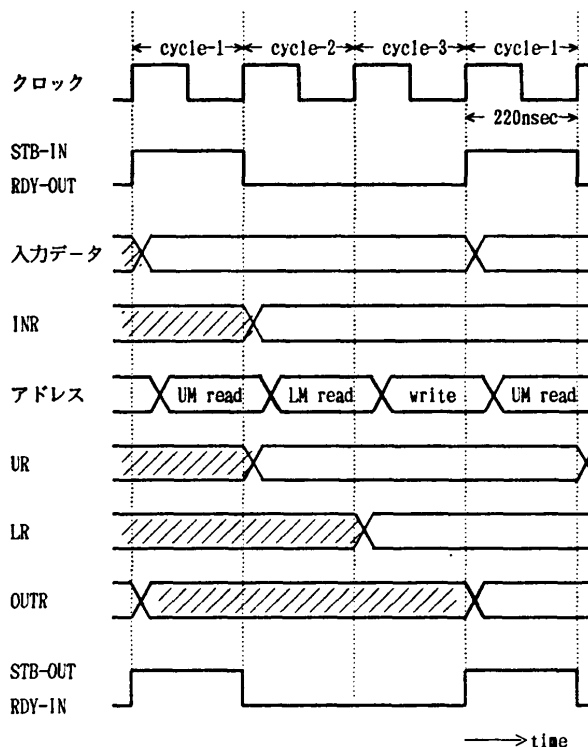 cycle-1 cycle-2 cycle-3 cycle-1
クロック
220nsec
STB-IN
RDY-OUT
入力データ
INR
アドレス UM read LM read write UM read
UR
LR
OUTR
STB-OUT
RDY-IN
time